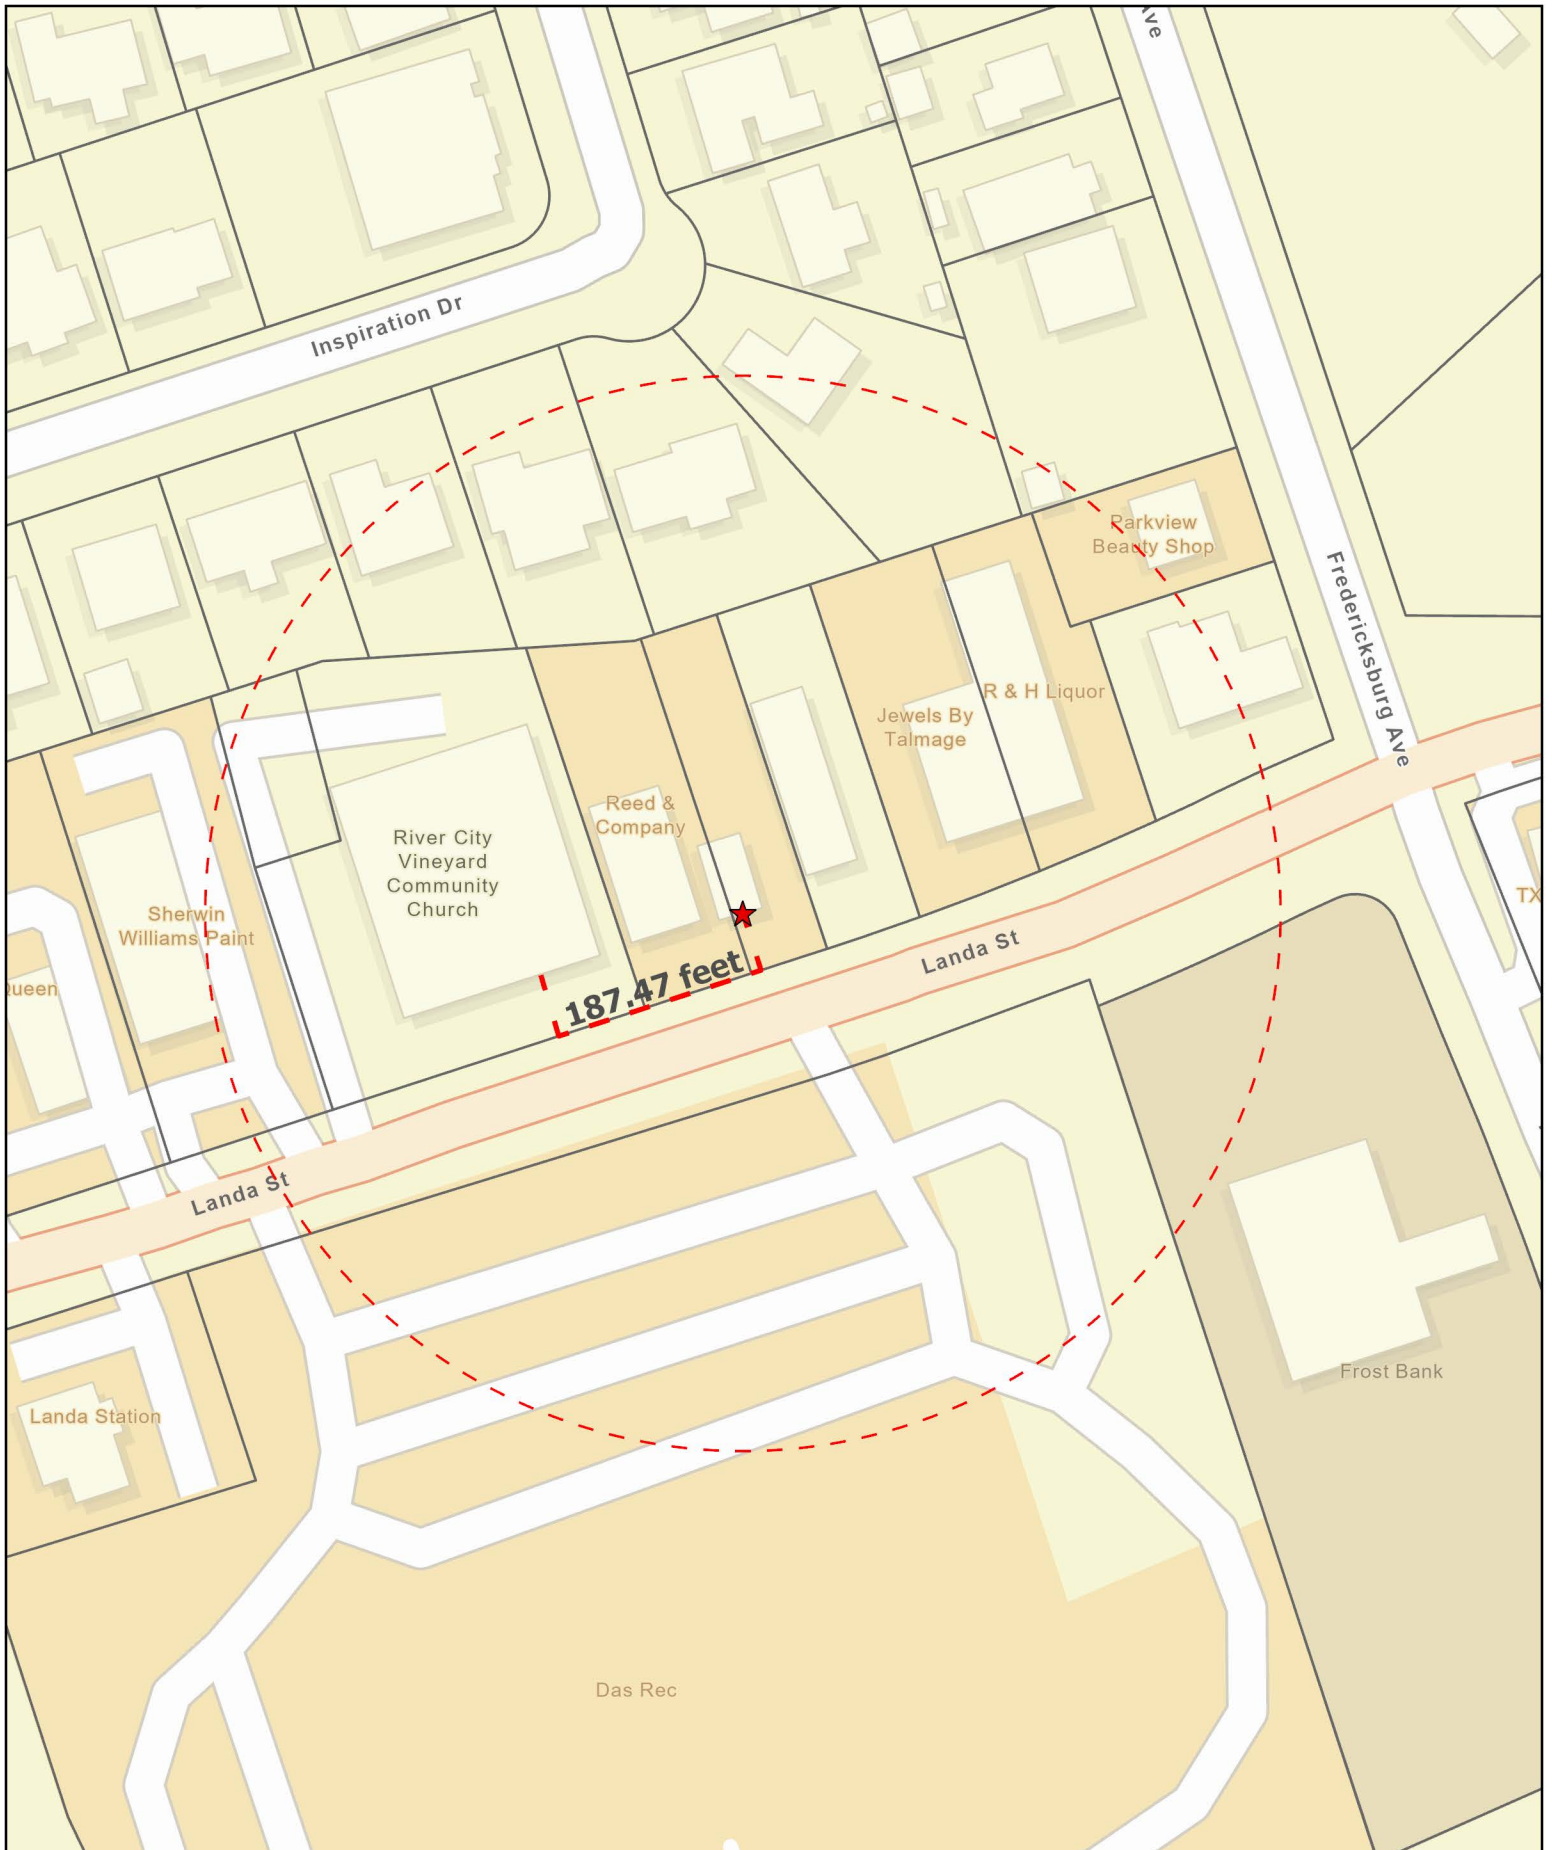 Ave
Inspiration Dr
Parkview
Beauty Shop
Fredericksburg Ave
R & H Liquor
Jewels By
Talmage
Reed &
Company
River City
Vineyard
Community
Church
Sherwin
Williams Paint
TX
Queen
187.47 feet
Landa St
Landa St
Frost Bank
Landa Station
Das Rec